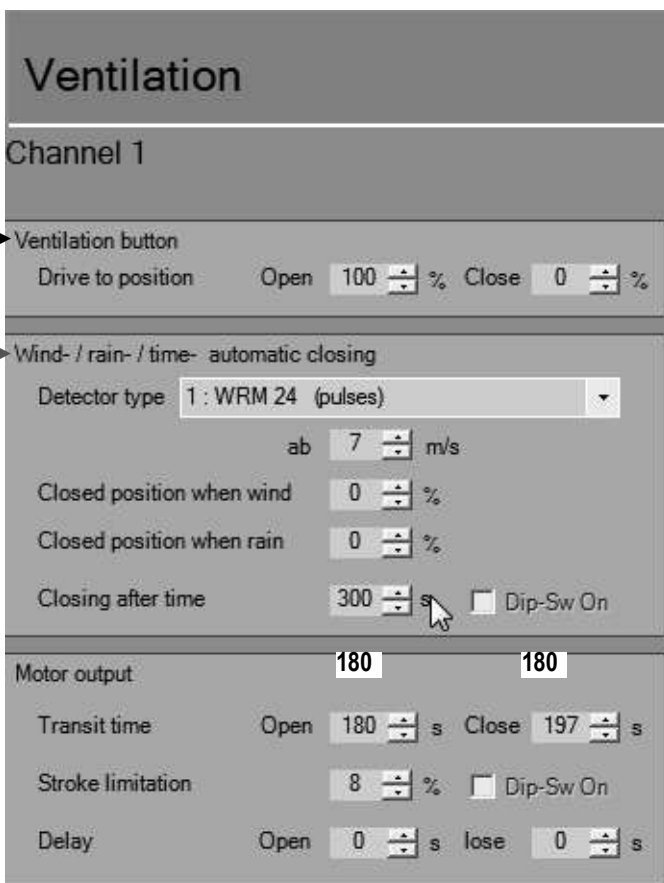 Ventilation
Channel 1
Ventilation button
Drive to position Open 100 % Close 0 %
Wind- / rain- / time- automatic closing
Detector type 1 : WRM 24 (pulses)
ab 7 m/s
Closed position when wind 0 %
Closed position when rain 0 %
Closing after time 300 s Dip-Sw On
Motor output 180 180
Transit time Open 180 s Close 197 s
Stroke limitation 8 % Dip-Sw On
Delay Open 0 s lose 0 s